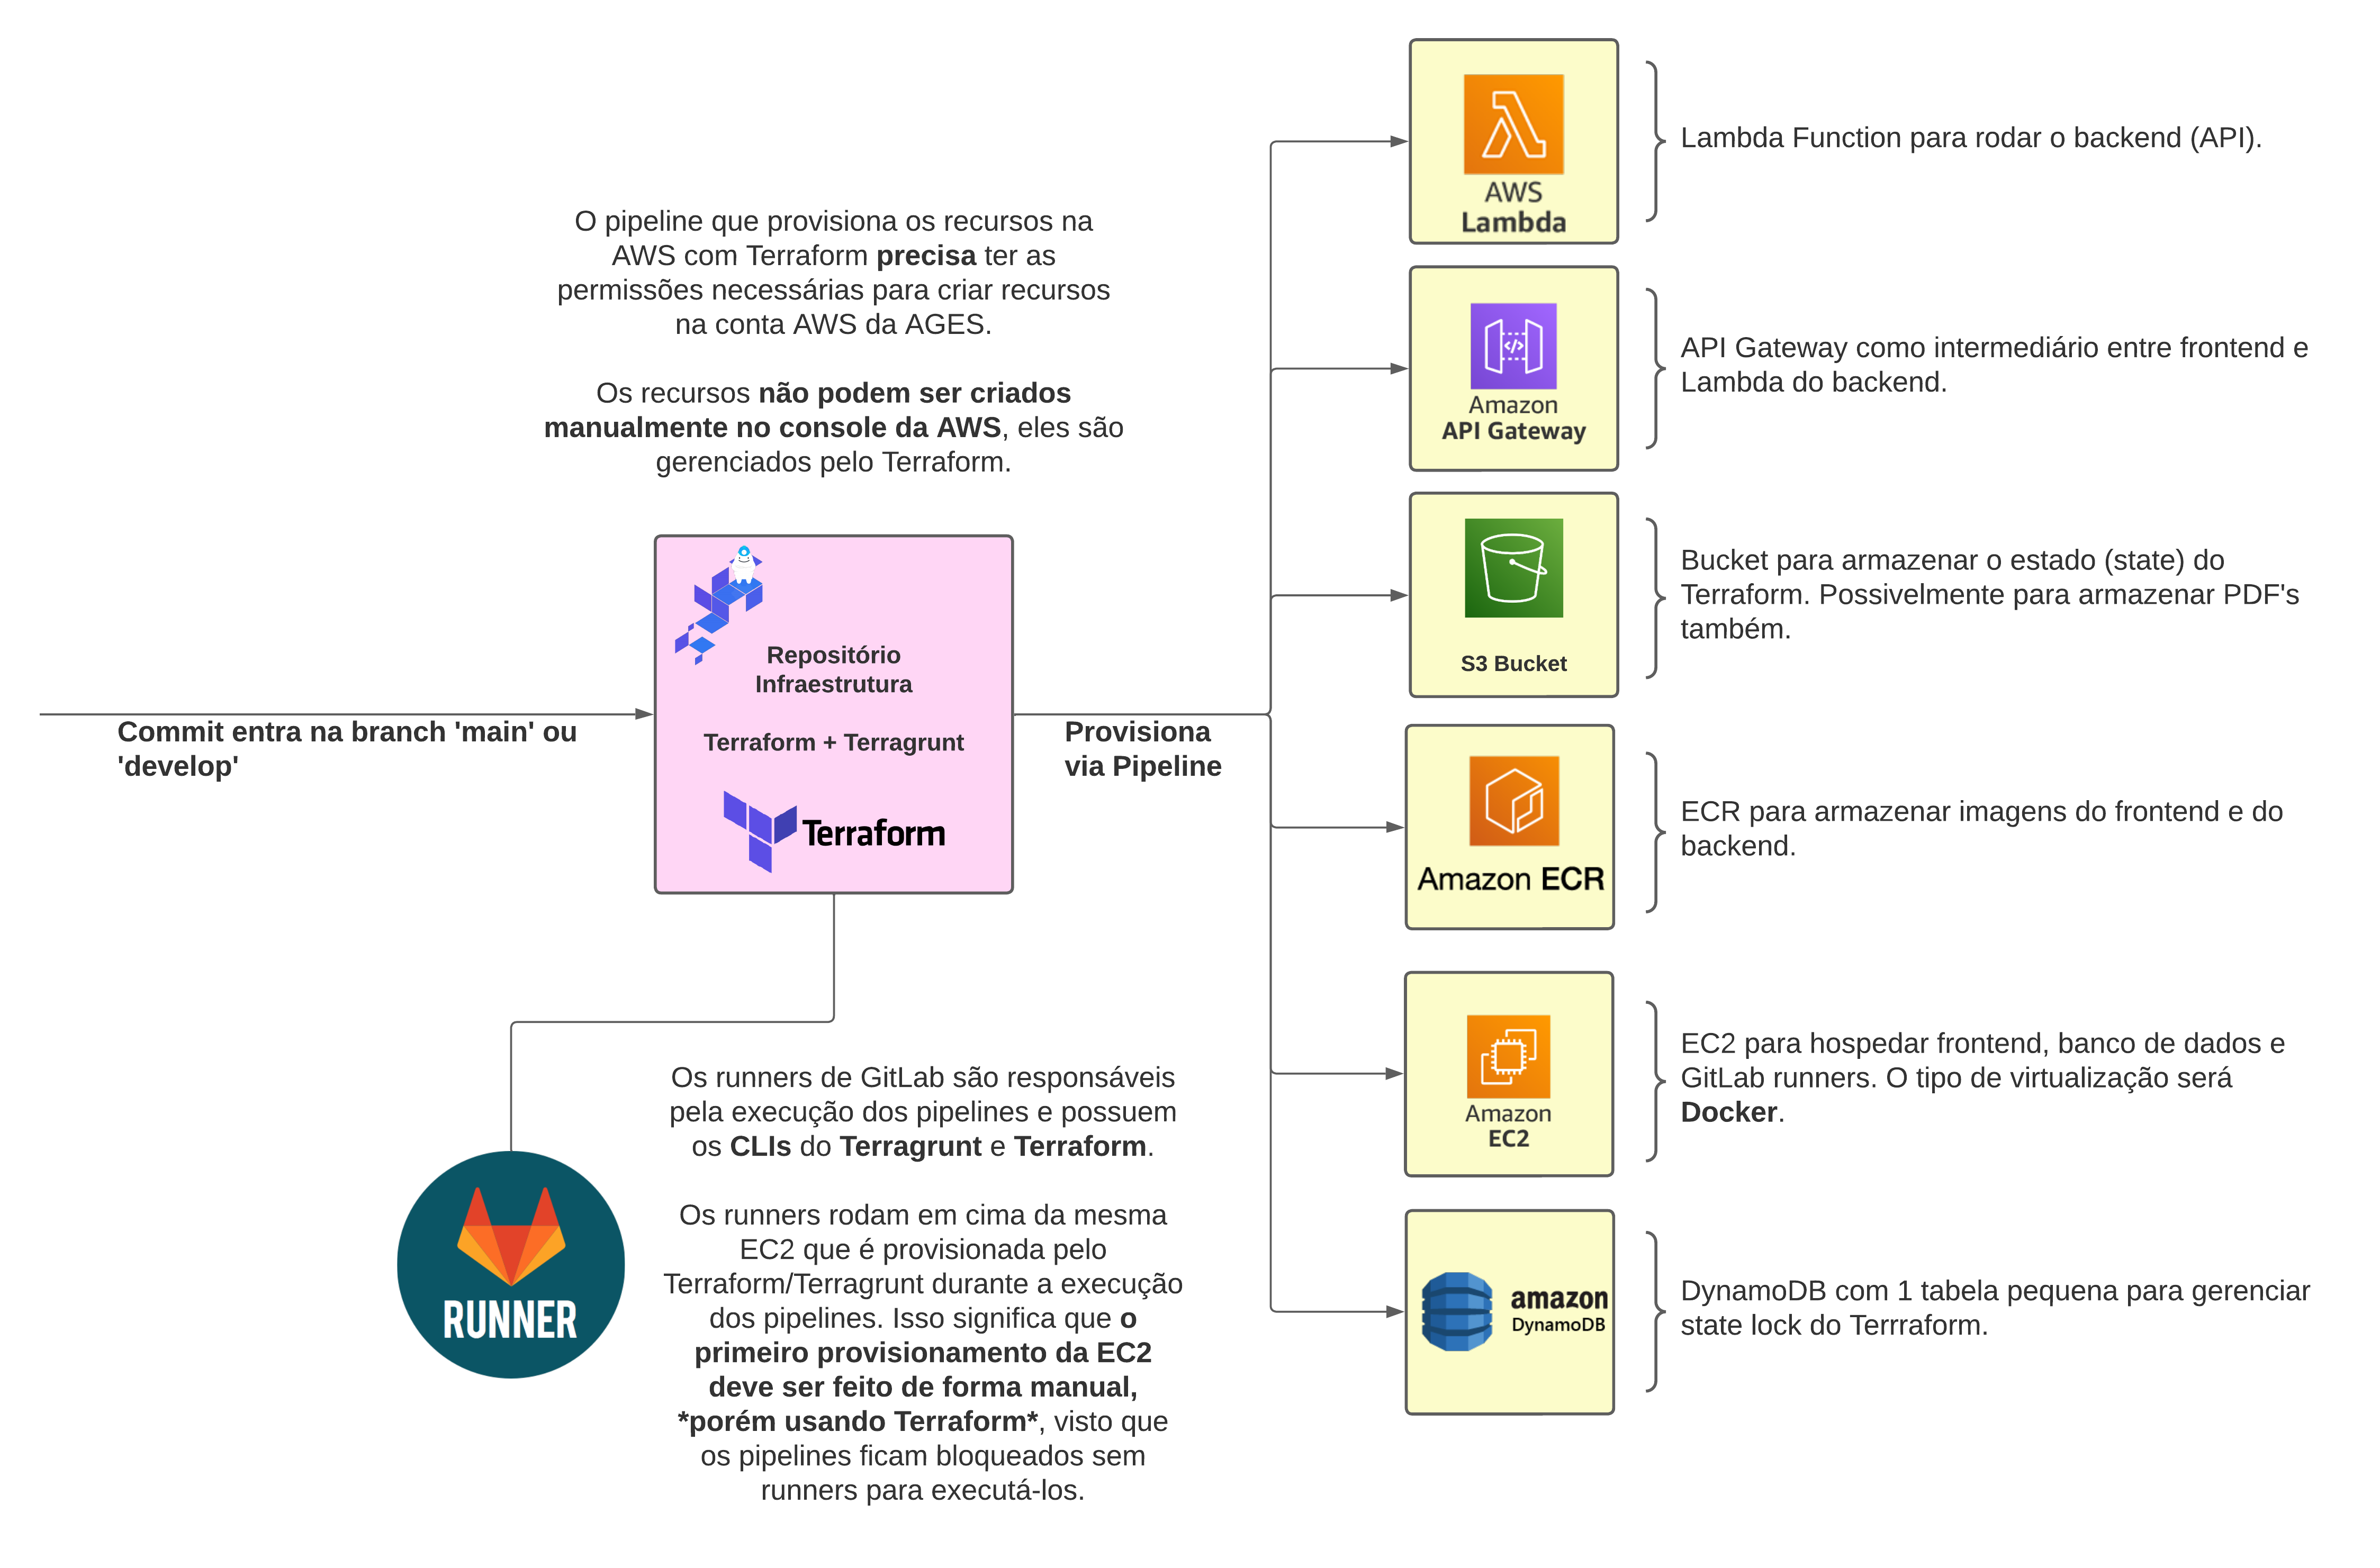 O pipeline que provisiona os recursos na
AWS com Terraform precisa ter as
permissões necessárias para criar recursos
na conta AWS da AGES.
Os recursos não podem ser criados
manualmente no console da AWS, eles são
gerenciados pelo Terraform.
Commit entra na branch 'main' ou
'develop'
Repositório
Infraestrutura
Terraform + Terragrunt
Terraform
Provisiona
via Pipeline
RUNNER
Os runners de GitLab são responsáveis
pela execução dos pipelines e possuem
os CLIs do Terragrunt e Terraform.
Os runners rodam em cima da mesma
EC2 que é provisionada pelo
Terraform/Terragrunt durante a execução
dos pipelines. Isso significa que o
primeiro provisionamento da EC2
deve ser feito de forma manual,
*porém usando Terraform*, visto que
os pipelines ficam bloqueados sem
runners para executá-los.
AWS
Lambda
Lambda Function para rodar o backend (API).
Amazon
API Gateway
API Gateway como intermediário entre frontend e
Lambda do backend.
S3 Bucket
Bucket para armazenar o estado (state) do
Terraform. Possivelmente para armazenar PDF's
também.
Amazon ECR
ECR para armazenar imagens do frontend e do
backend.
Amazon
EC2
EC2 para hospedar frontend, banco de dados e
GitLab runners. O tipo de virtualização será
Docker.
amazon
DynamoDB
DynamoDB com 1 tabela pequena para gerenciar
state lock do Terrraform.